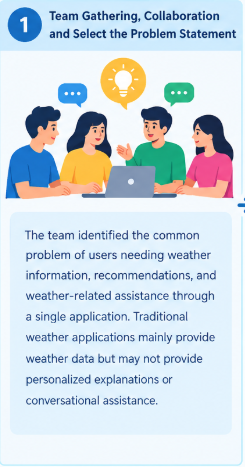 1
Team Gathering, Collaboration
and Select the Problem Statement
The team identified the common
problem of users needing weather
information, recommendations, and
weather-related assistance through
a single application. Traditional
weather applications mainly provide
weather data but may not provide
personalized explanations or
conversational assistance.